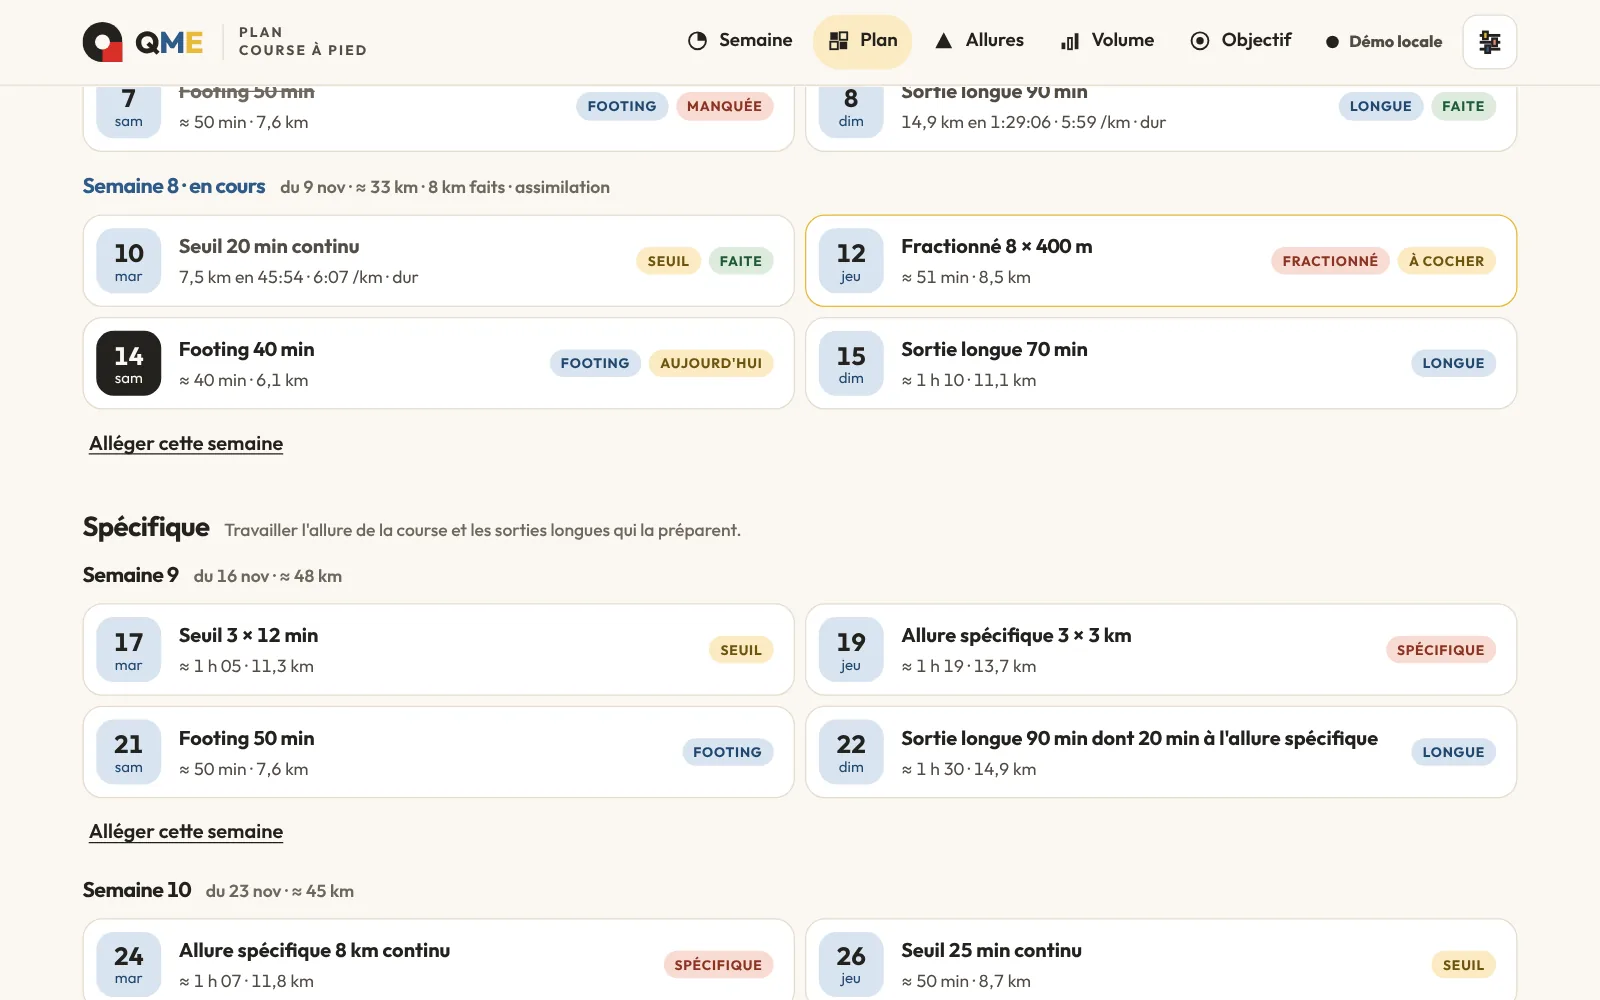 QME
PLAN
COURSE À PIED
Semaine
Plan
Allures
Volume
Objectif
Démo locale
7
sam
Footing 50 min
≈ 50 min · 7,6 km
FOOTING
MANQUÉE
8
dim
Sortie longue 90 min
14,9 km en 1:29:06 · 5:59 /km · dur
LONGUE
FAITE
Semaine 8 · en cours
du 9 nov · ≈ 33 km · 8 km faits · assimilation
10
mar
Seuil 20 min continu
7,5 km en 45:54 · 6:07 /km · dur
SEUIL
FAITE
12
jeu
Fractionné 8 × 400 m
≈ 51 min · 8,5 km
FRACTIONNÉ
À COCHER
14
sam
Footing 40 min
≈ 40 min · 6,1 km
FOOTING
AUJOURD'HUI
15
dim
Sortie longue 70 min
≈ 1 h 10 · 11,1 km
LONGUE
Alléger cette semaine
Spécifique
Travailler l'allure de la course et les sorties longues qui la préparent.
Semaine 9
du 16 nov · ≈ 48 km
17
mar
Seuil 3 × 12 min
≈ 1 h 05 · 11,3 km
SEUIL
19
jeu
Allure spécifique 3 × 3 km
≈ 1 h 19 · 13,7 km
SPÉCIFIQUE
21
sam
Footing 50 min
≈ 50 min · 7,6 km
FOOTING
22
dim
Sortie longue 90 min dont 20 min à l'allure spécifique
≈ 1 h 30 · 14,9 km
LONGUE
Alléger cette semaine
Semaine 10
du 23 nov · ≈ 45 km
24
mar
Allure spécifique 8 km continu
≈ 1 h 07 · 11,8 km
SPÉCIFIQUE
26
jeu
Seuil 25 min continu
≈ 50 min · 8,7 km
SEUIL